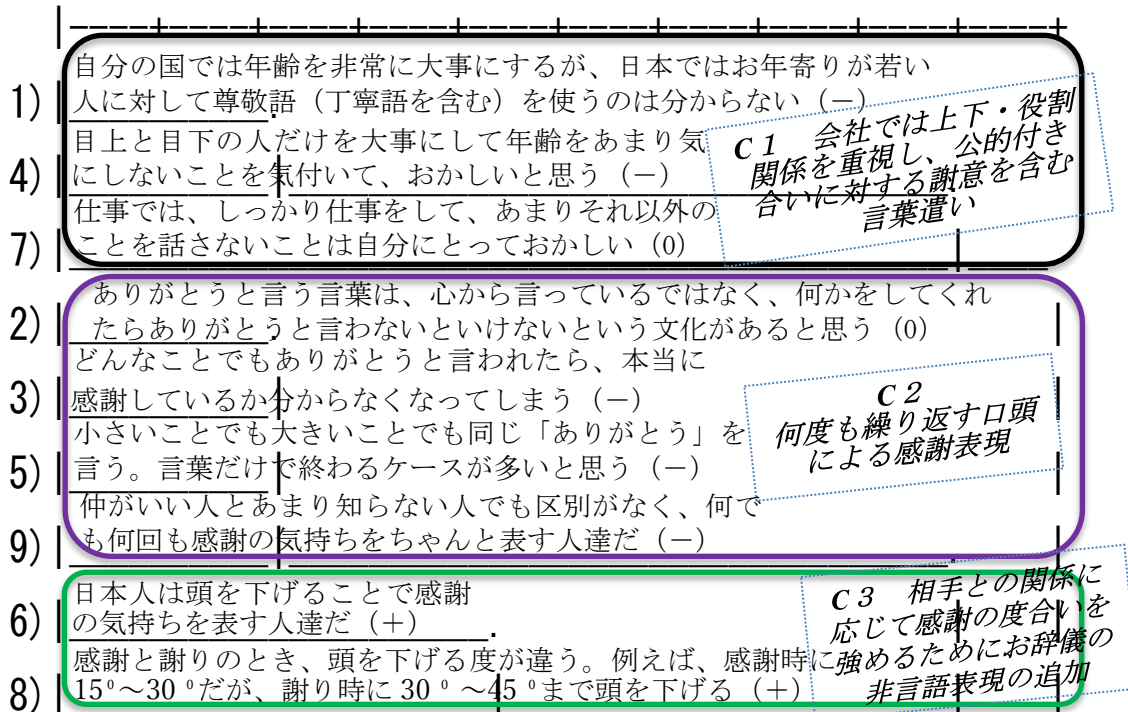 自分の国では年齢を非常に大事にするが、日本ではお年寄りが若い
1) 人に対して尊敬語（丁寧語を含む）を使うのは分からない（－）
目上と目下の人だけを大事にして年齢をあまり気
4) にしないことを気付いて、おかしいと思う（－）
仕事では、しっかり仕事をして、あまりそれ以外の
7) ことを話さないことは自分にとっておかしい（0）
C1 会社では上下・役割
関係を重視し、公的付き
合いに対する謝意を含む
言葉遣い
ありがとうと言う言葉は、心から言っているではなく、何かをしてくれ
2) たらありがとうと言わないといけないという文化があると思う（0）
どんなことでもありがとうと言われたら、本当に
3) 感謝しているか分からなくなってしまう（－）
小さいことでも大きいことでも同じ「ありがとう」を
5) 言う。言葉だけで終わるケースが多いと思う（－）
仲がいい人とあまり知らない人でも区別がなく、何で
9) も何回も感謝の気持ちをちゃんと表す人達だ（－）
C2
何度も繰り返す口頭
による感謝表現
日本人は頭を下げることで感謝
6) の気持ちを表す人達だ（＋）
感謝と謝りのとき、頭を下げる度が違う。例えば、感謝時に
8) 15⁰～30⁰だが、謝り時に30⁰～45⁰まで頭を下げる（＋）
C3 相手との関係に
応じて感謝の度合いを
強めるためにお辞儀の
非言語表現の追加